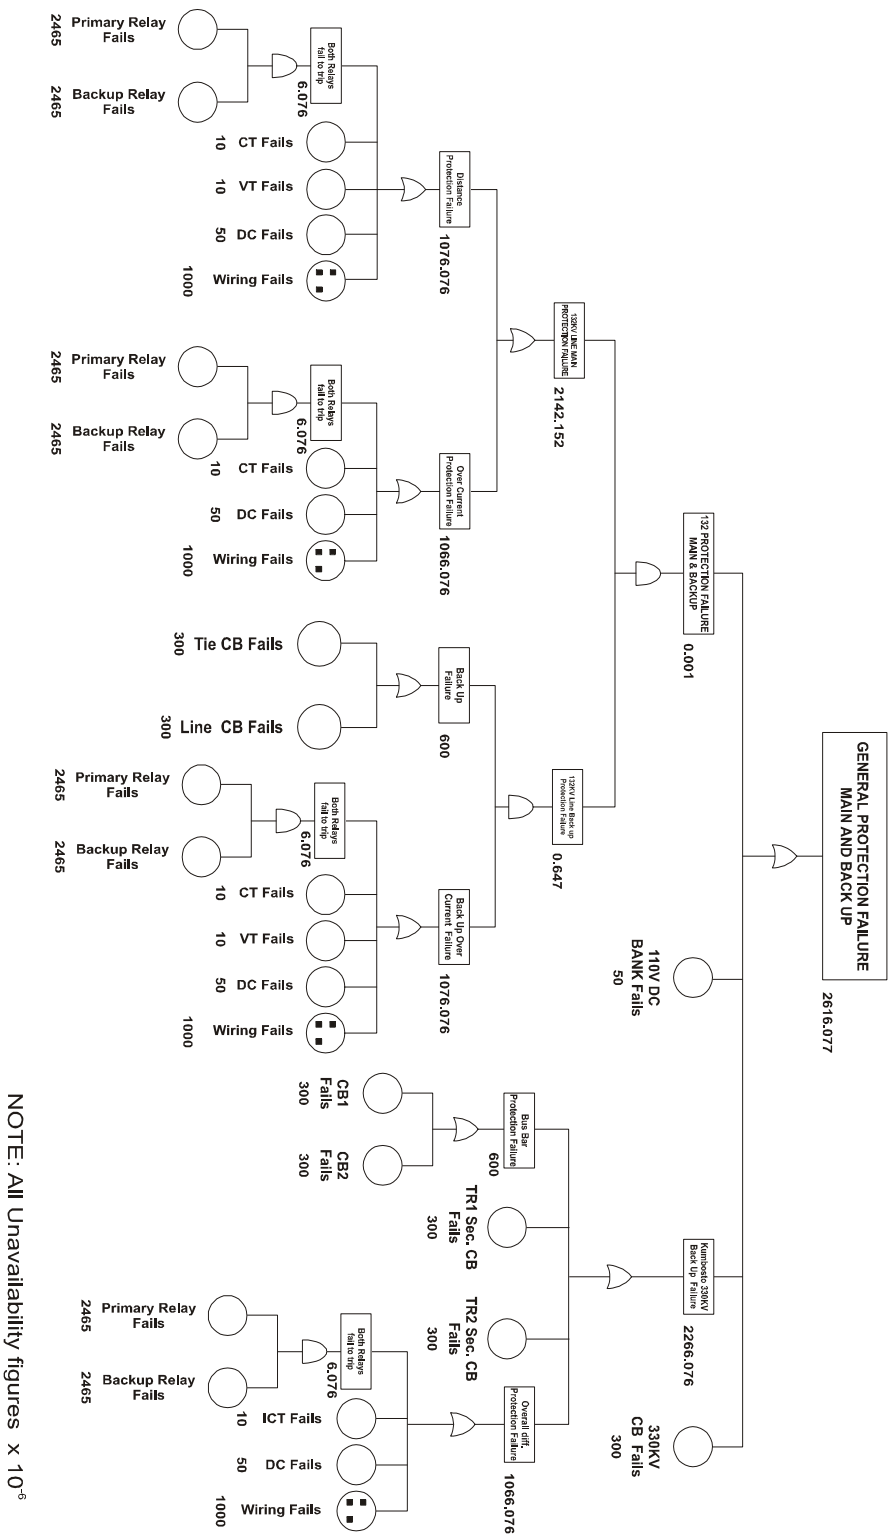 GENERAL PROTECTION FAILURE
MAIN AND BACK UP
2616.077
132 PROTECTION FAILURE
MAIN & BACKUP
0.001
110V DC
BANK Fails
50
Kumbosto 330KV
Back Up Failure
2266.076
330KV
CB Fails
300
132KV LINE MAIN
PROTECTION FAILURE
2142.152
132KV Line Back up
Protection Failure
0.647
Bus Bar
Protection Failure
600
TR1 Sec. CB
Fails
300
TR2 Sec. CB
Fails
300
Overall diff.
Protection Failure
1066.076
Distance
Protection Failure
1076.076
Over Current
Protection Failure
1066.076
Back Up
Failure
600
Back Up Over
Current Failure
1076.076
CB1
Fails
300
CB2
Fails
300
Both Relays
fail to trip
6.076
CT Fails
10
VT Fails
10
DC Fails
50
Wiring Fails
1000
Primary Relay
Fails
2465
Backup Relay
Fails
2465
Both Relays
fail to trip
6.076
CT Fails
10
DC Fails
50
Wiring Fails
1000
Primary Relay
Fails
2465
Backup Relay
Fails
2465
Tie CB Fails
300
Line CB Fails
300
Both Relays
fail to trip
6.076
CT Fails
10
VT Fails
10
DC Fails
50
Wiring Fails
1000
Primary Relay
Fails
2465
Backup Relay
Fails
2465
Both Relays
fail to trip
6.076
ICT Fails
10
DC Fails
50
Wiring Fails
1000
Primary Relay
Fails
2465
Backup Relay
Fails
2465
NOTE: All Unavailability figures x 10⁻⁶